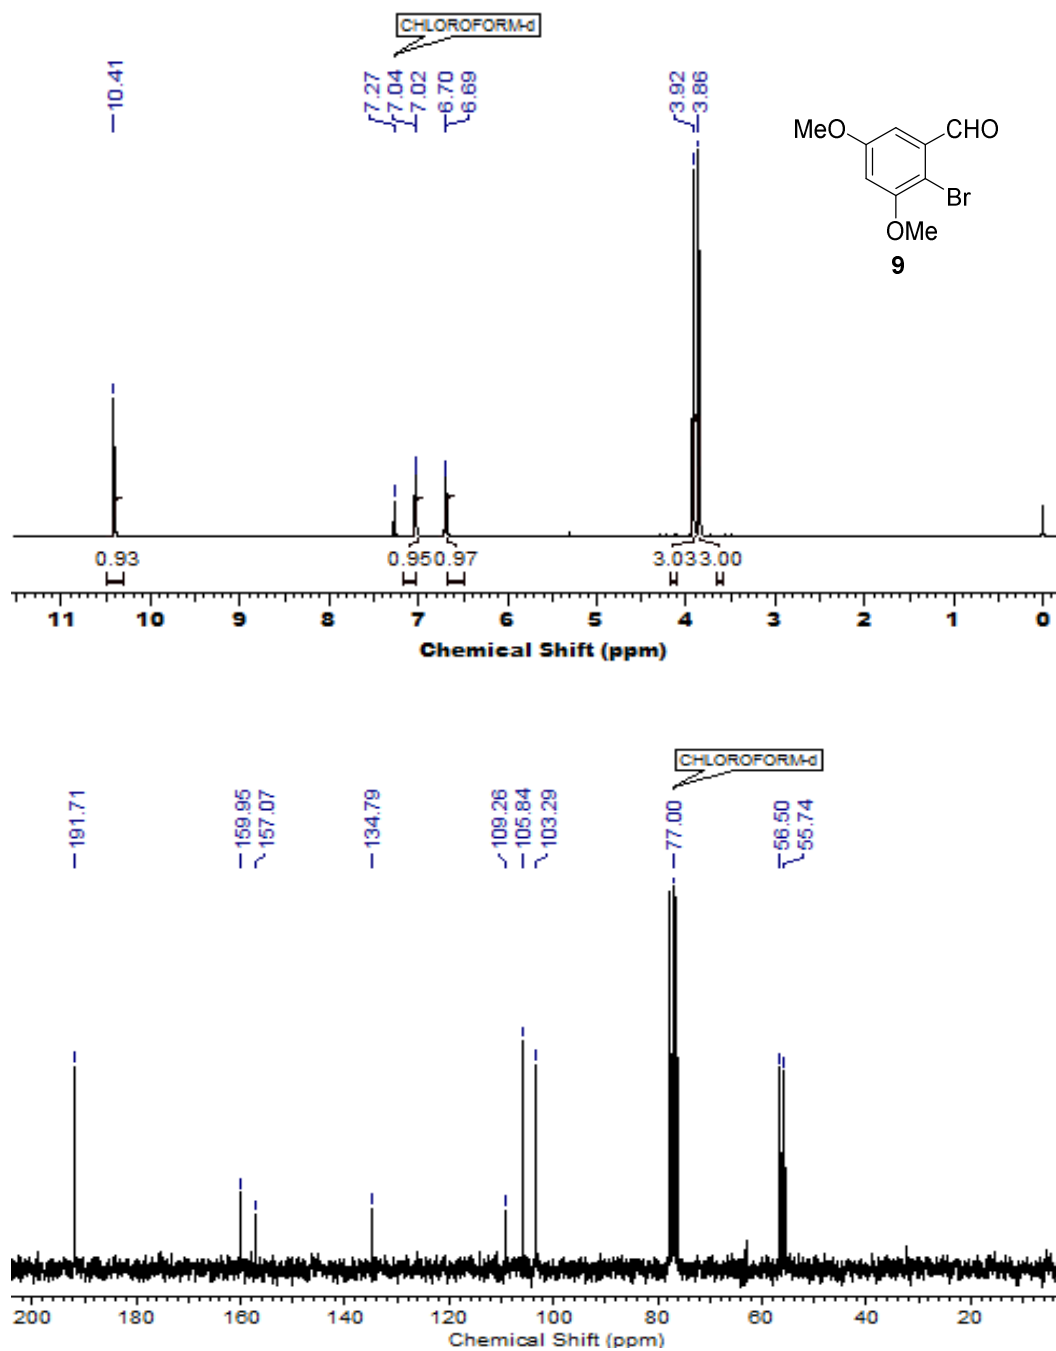 CHLOROFORM-d
10.41
7.27
7.04
7.02
6.70
6.69
3.92
3.86
MeO
CHO
Br
OMe
9
0.93
0.95
0.97
3.03
3.00
11 10 9 8 7 6 5 4 3 2 1 0
Chemical Shift (ppm)
CHLOROFORM-d
191.71
159.95
157.07
134.79
109.26
105.84
103.29
77.00
56.50
55.74
200 180 160 140 120 100 80 60 40 20
Chemical Shift (ppm)